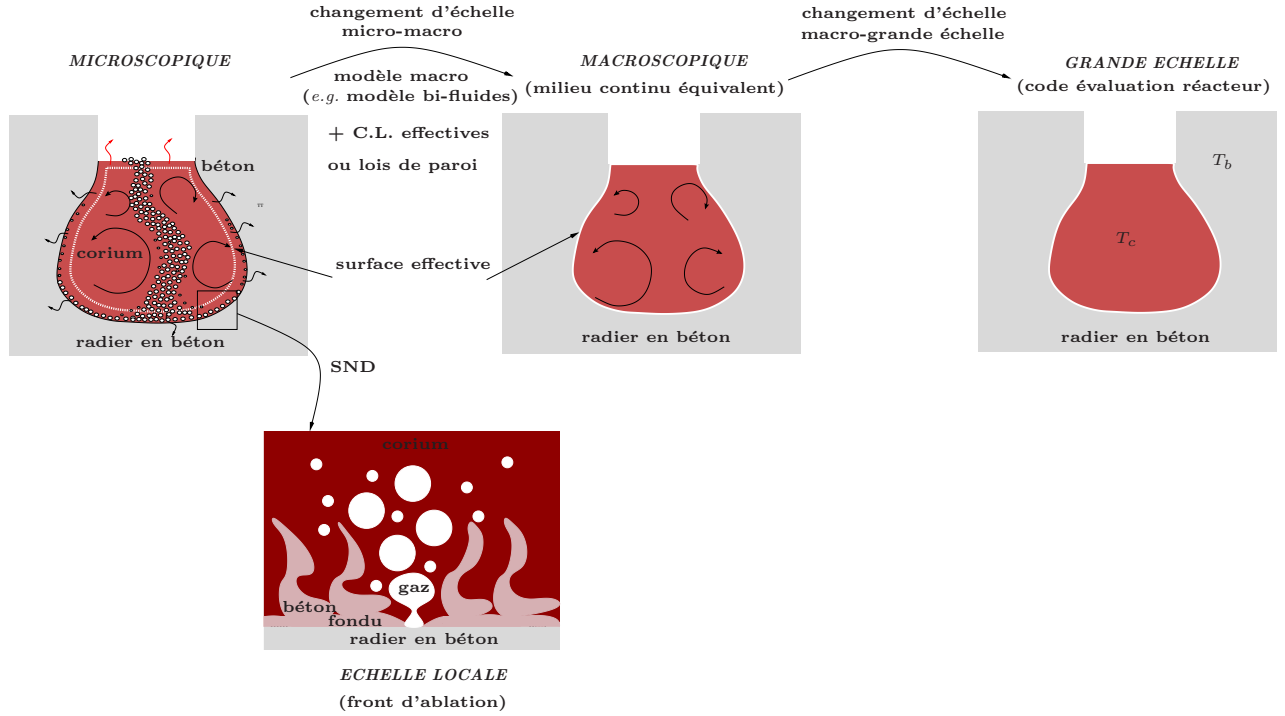 changement d'échelle
micro-macro
changement d'échelle
macro-grande échelle
MICROSCOPIQUE
MACROSCOPIQUE
(milieu continu équivalent)
GRANDE ECHELLE
(code évaluation réacteur)
modèle macro
(e.g. modèle bi-fluides)
+ C.L. effectives
ou lois de paroi
béton
corium
radier en béton
surface effective
radier en béton
T_b
T_c
radier en béton
SND
corium
gaz
béton
fondu
radier en béton
ECHELLE LOCALE
(front d'ablation)